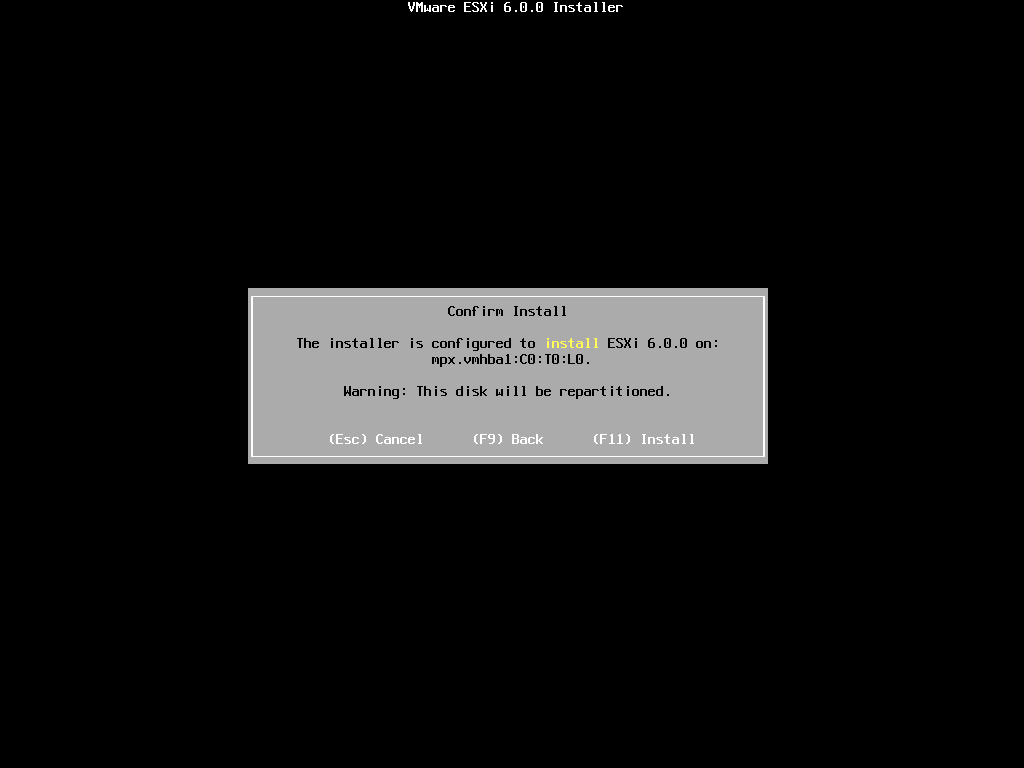 VMware ESXi 6.0.0 Installer
Confirm Install
The installer is configured to install ESXi 6.0.0 on:
mpx.vmhba1:C0:T0:L0.
Warning: This disk will be repartitioned.
(Esc) Cancel (F9) Back (F11) Install